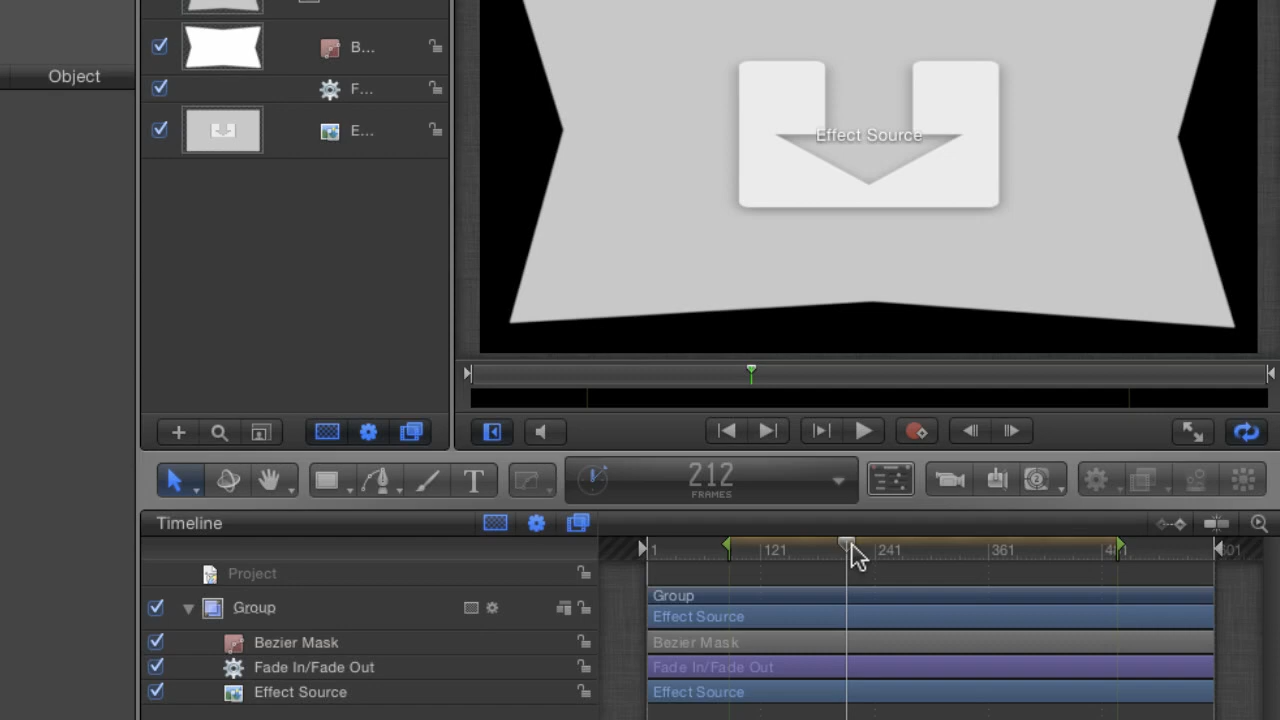 Object
B...
F...
E...
Effect Source
212
FRAMES
Timeline
1
121
241
361
Project
Group
Group
Effect Source
Bezier Mask
Bezier Mask
Fade In/Fade Out
Fade In/Fade Out
Effect Source
Effect Source